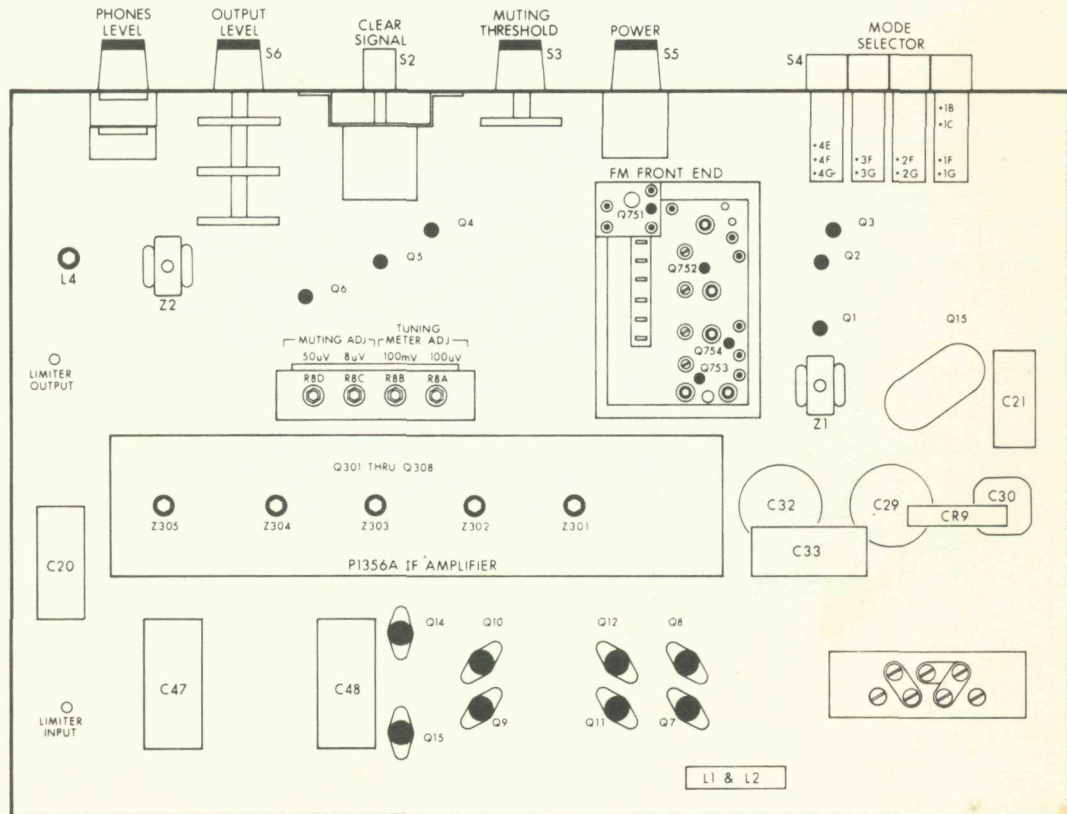 PHONES
LEVEL
OUTPUT
LEVEL
S6
CLEAR
SIGNAL
S2
MUTING
THRESHOLD
S3
POWER
S5
MODE
SELECTOR
S4
•1B
•1C
•4E
•4F •3F •2F •1F
•4G •3G •2G •1G
FM FRONT END
Q751
Q4
Q3
L4
Q5
Q752
Q2
Z2
Q6
Q1
Q15
TUNING
MUTING ADJ METER ADJ
50uV 8uV 100mV 100uV
R8D R8C R8B R8A
Q754
Q753
LIMITER
OUTPUT
Z1
C21
Q301 THRU Q308
Z305 Z304 Z303 Z302 Z301
C32 C29 C30
CR9
C33
P1356A IF AMPLIFIER
C20
Q14 Q10 Q12 Q8
C47 C48
Q9 Q11 Q7
LIMITER
INPUT
Q15
L1 & L2